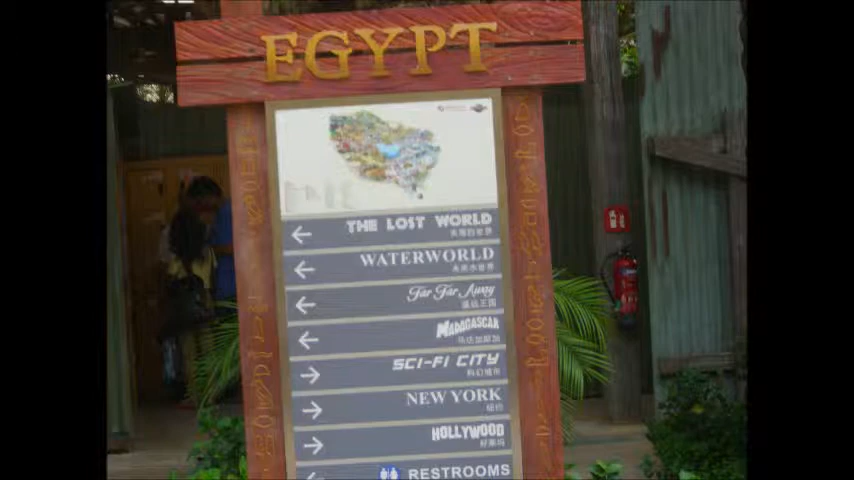 EGYPT
← THE LOST WORLD
失落的世界
← WATERWORLD
未来水世界
← Far Far Away
遥远王国
← MADAGASCAR
马达加斯加
→ SCI-FI CITY
科幻城市
→ NEW YORK
纽约
→ HOLLYWOOD
好莱坞
← RESTROOMS